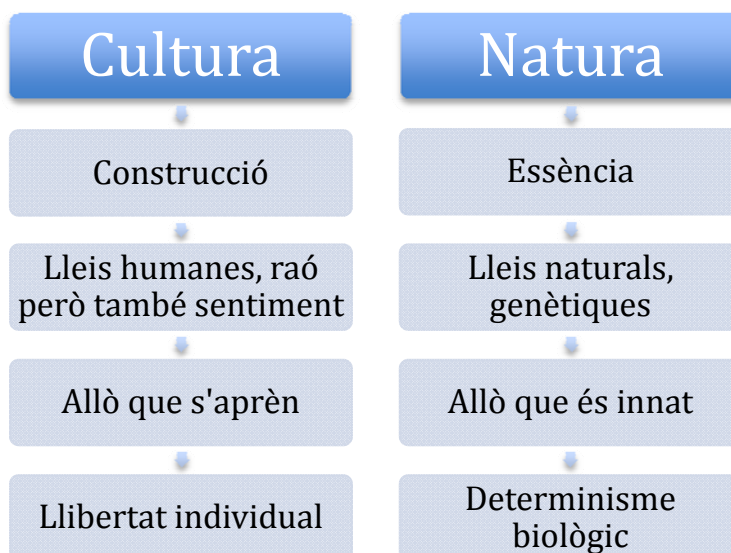 Cultura
Construcció
Lleis humanes, raó
però també sentiment
Allò que s'aprèn
Llibertat individual
Natura
Essència
Lleis naturals,
genètiques
Allò que és innat
Determinisme
biològic